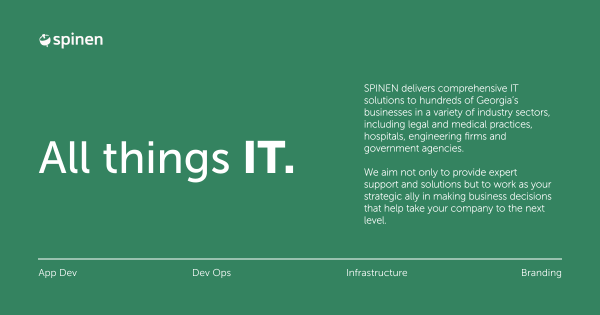 spinen
All things IT.
SPINEN delivers comprehensive IT
solutions to hundreds of Georgia's
businesses in a variety of industry sectors,
including legal and medical practices,
hospitals, engineering firms and
government agencies.
We aim not only to provide expert
support and solutions but to work as your
strategic ally in making business decisions
that help take your company to the next
level.
App Dev
Dev Ops
Infrastructure
Branding